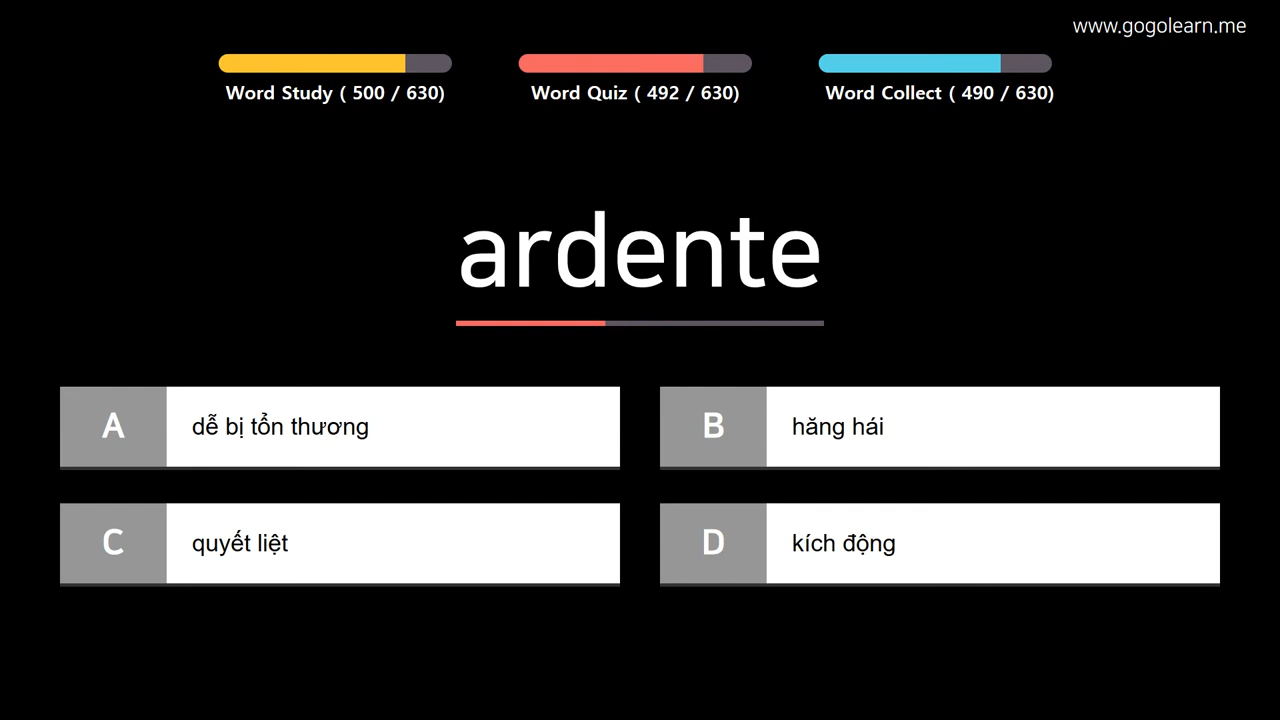 www.gogolearn.me
Word Study ( 500 / 630)
Word Quiz ( 492 / 630)
Word Collect ( 490 / 630)
ardente
A
dễ bị tổn thương
B
hăng hái
C
quyết liệt
D
kích động